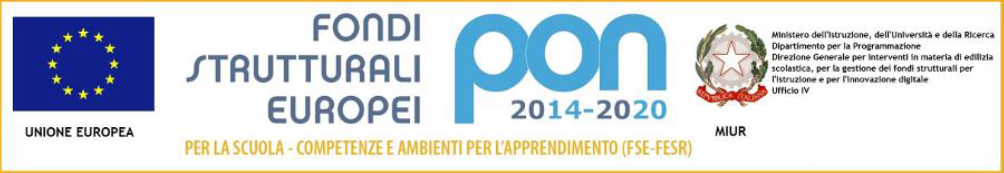 UNIONE EUROPEA
FONDI
STRUTTURALI
EUROPEI
pon
2014-2020
PER LA SCUOLA - COMPETENZE E AMBIENTI PER L'APPRENDIMENTO (FSE-FESR)
REPVBBLICA ITALIANA
MIUR
Ministero dell'Istruzione, dell'Università e della Ricerca
Dipartimento per la Programmazione
Direzione Generale per interventi in materia di edilizia
scolastica, per la gestione dei fondi strutturali per
l'istruzione e per l'innovazione digitale
Ufficio IV